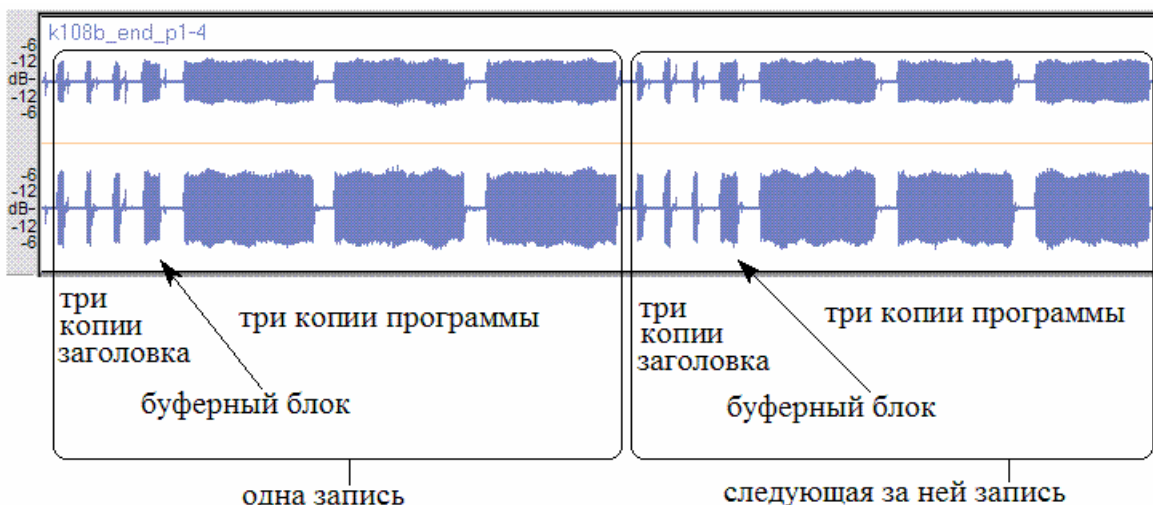 k108b_end_p1-4
-6
-12
dB-
-12
-6
-6
-12
dB-
-12
-6
три
копии
заголовка
три копии программы
буферный блок
одна запись
три
копии
заголовка
три копии программы
буферный блок
следующая за ней запись